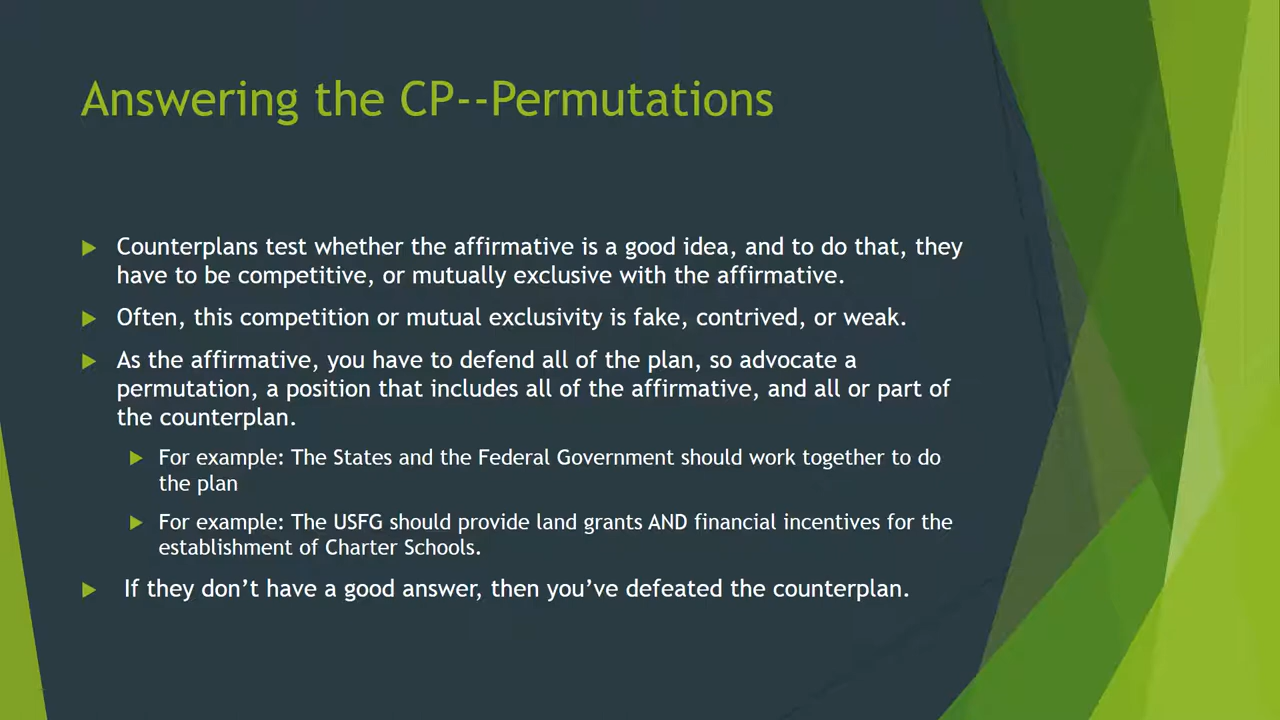 Answering the CP--Permutations
Counterplans test whether the affirmative is a good idea, and to do that, they
have to be competitive, or mutually exclusive with the affirmative.
Often, this competition or mutual exclusivity is fake, contrived, or weak.
As the affirmative, you have to defend all of the plan, so advocate a
permutation, a position that includes all of the affirmative, and all or part of
the counterplan.
For example: The States and the Federal Government should work together to do
the plan
For example: The USFG should provide land grants AND financial incentives for the
establishment of Charter Schools.
If they don’t have a good answer, then you’ve defeated the counterplan.